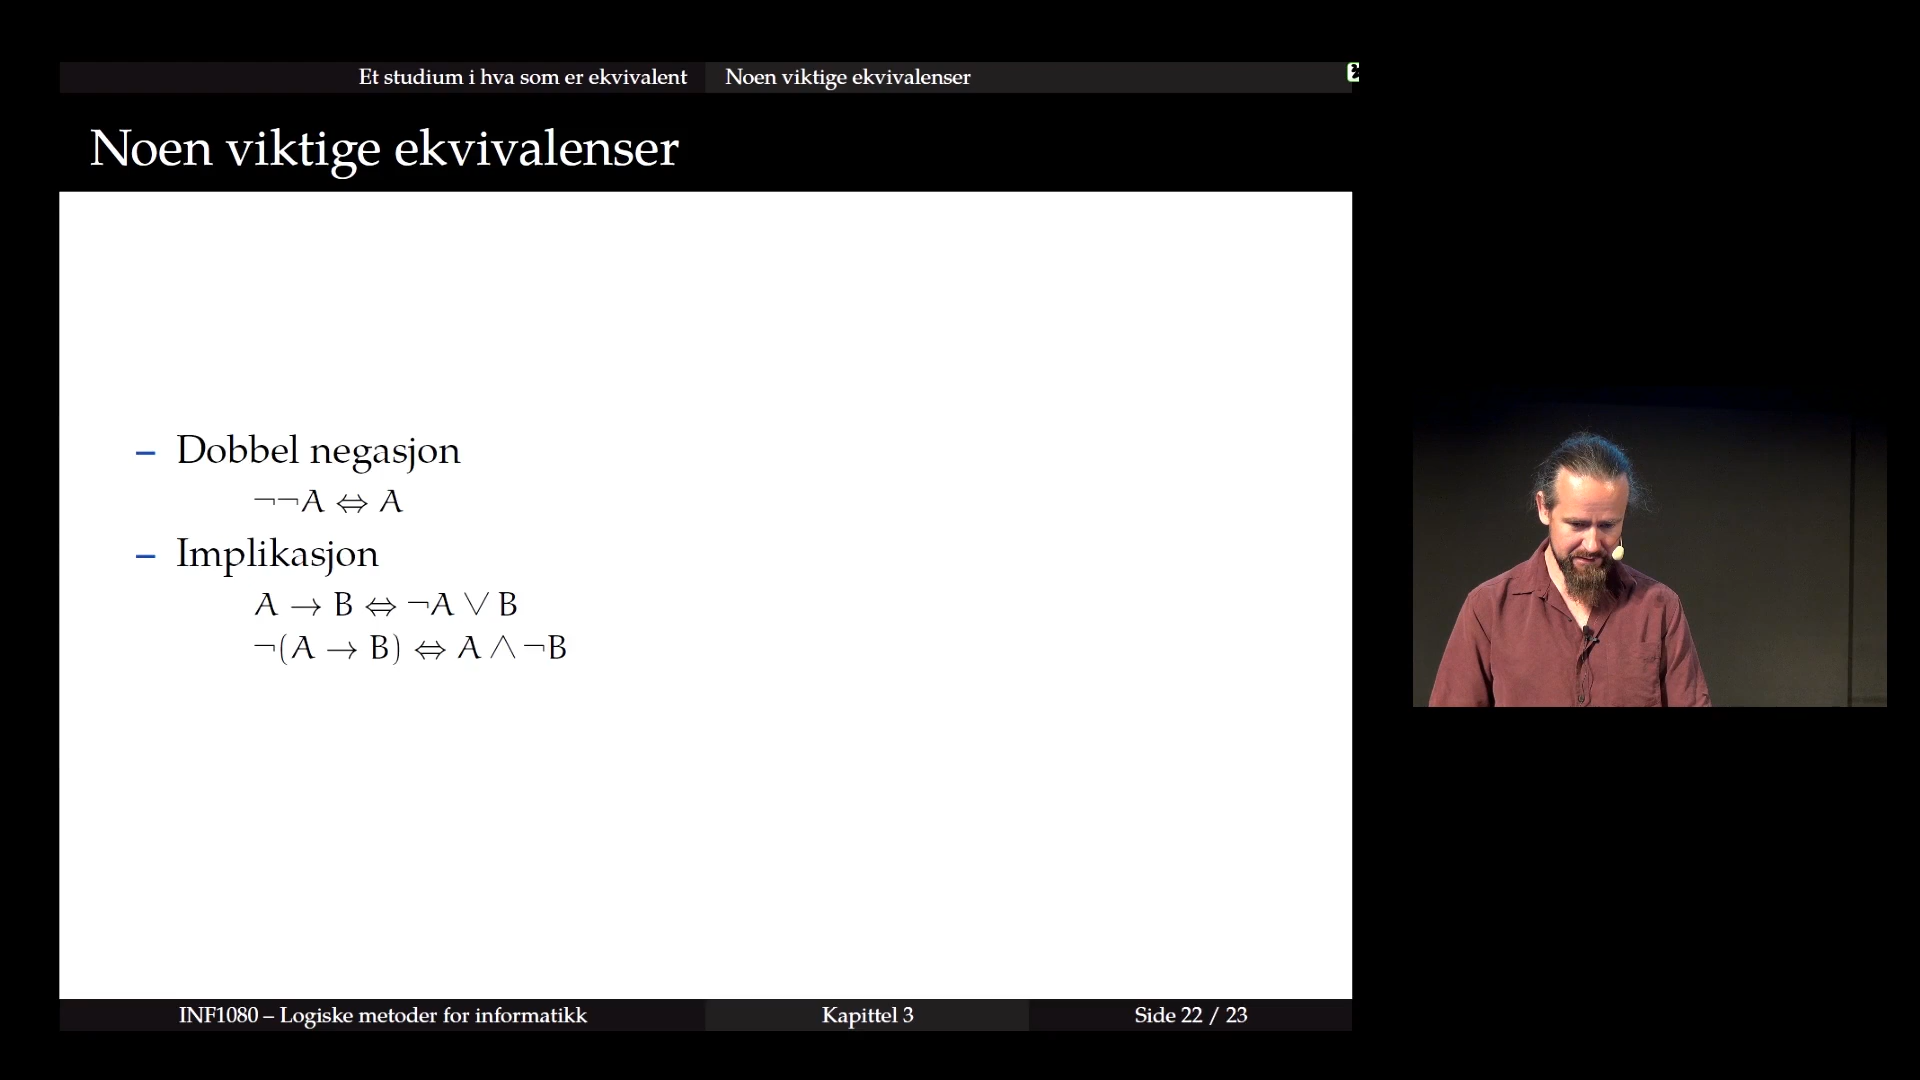 Et studium i hva som er ekvivalent Noen viktige ekvivalenser
Noen viktige ekvivalenser
– Dobbel negasjon
¬¬A ⇔ A
– Implikasjon
A → B ⇔ ¬A ∨ B
¬(A → B) ⇔ A ∧ ¬B
INF1080 – Logiske metoder for informatikk Kapittel 3 Side 22 / 23